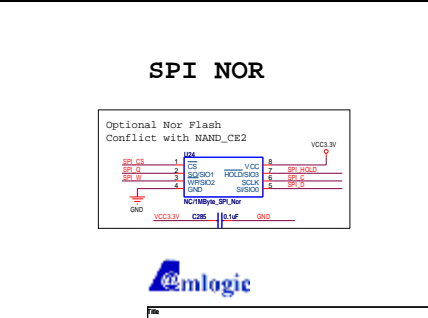 SPI NOR
Optional Nor Flash
Conflict with NAND_CE2
VCC3.3V
U24
SPI_CS 1 CS VCC 8
SPI_Q 2 SO/SIO1 HOLD/SIO3 7 SPI_HOLD
SPI_W 3 WP/SIO2 SCLK 6 SPI_C
4 GND SI/SIO0 5 SPI_D
NC/1MByte_SPI_Nor
GND
VCC3.3V C285 0.1uF GND
@mlogic
Title